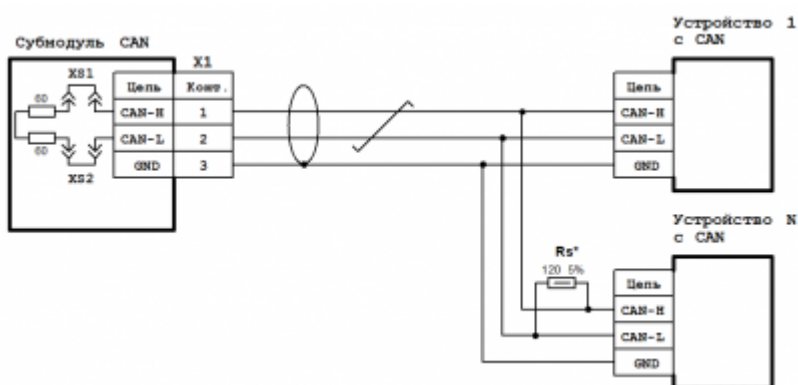 Субмодуль CAN
XS1
60
60
XS2
X1
Цепь Конт.
CAN-H 1
CAN-L 2
GND 3
Устройство 1
с CAN
Цепь
CAN-H
CAN-L
GND
Устройство N
с CAN
Rs*
120 5%
Цепь
CAN-H
CAN-L
GND